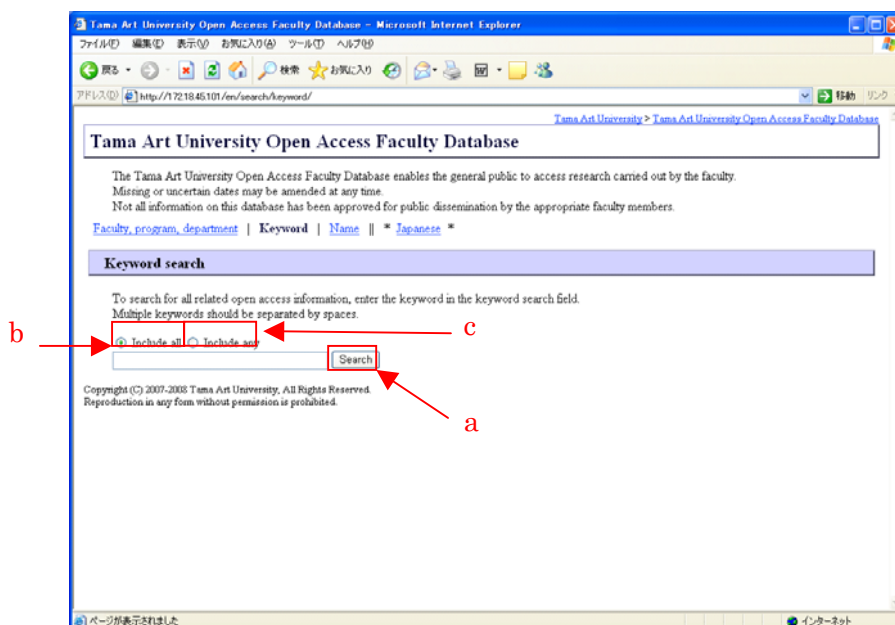 Tama Art University Open Access Faculty Database - Microsoft Internet Explorer
ファイル(F) 編集(E) 表示(V) お気に入り(A) ツール(T) ヘルプ(H)
戻る 検索 お気に入り
アドレス(D) http://172.18.45.101/en/search/keyword/ 移動 リンク
Tama Art University > Tama Art University Open Access Faculty Database
Tama Art University Open Access Faculty Database
The Tama Art University Open Access Faculty Database enables the general public to access research carried out by the faculty.
Missing or uncertain dates may be amended at any time.
Not all information on this database has been approved for public dissemination by the appropriate faculty members.
Faculty, program, department | Keyword | Name || * Japanese *
Keyword search
To search for all related open access information, enter the keyword in the keyword search field.
Multiple keywords should be separated by spaces.
b
c
Include all Include any
Search
Copyright (C) 2007-2008 Tama Art University, All Rights Reserved.
Reproduction in any form without permission is prohibited.
a
ページが表示されました インターネット